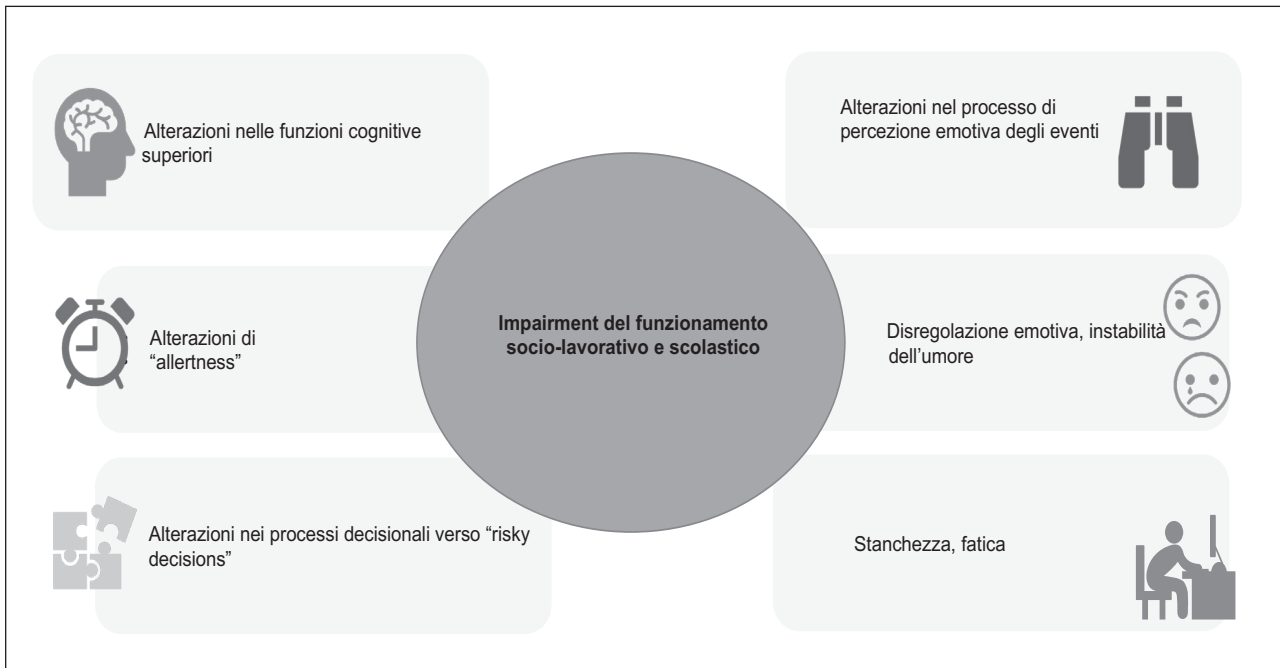 Alterazioni nelle funzioni cognitive
superiori
Alterazioni nel processo di
percezione emotiva degli eventi
Impairment del funzionamento
socio-lavorativo e scolastico
Alterazioni di
“allertness”
Disregolazione emotiva, instabilità
dell’umore
Alterazioni nei processi decisionali verso “risky
decisions”
Stanchezza, fatica